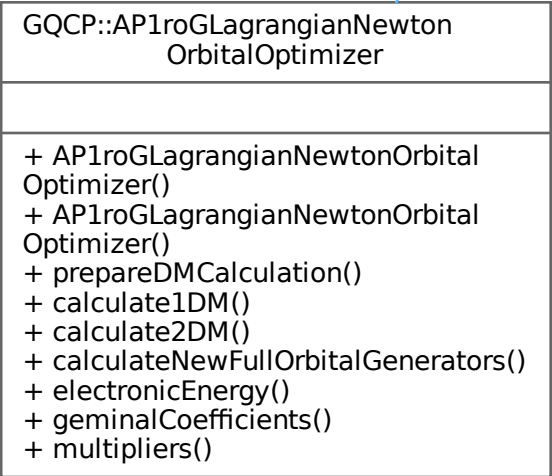 GQCP::AP1roGLagrangianNewton
OrbitalOptimizer
+ AP1roGLagrangianNewtonOrbital
Optimizer()
+ AP1roGLagrangianNewtonOrbital
Optimizer()
+ prepareDMCalculation()
+ calculate1DM()
+ calculate2DM()
+ calculateNewFullOrbitalGenerators()
+ electronicEnergy()
+ geminalCoefficients()
+ multipliers()